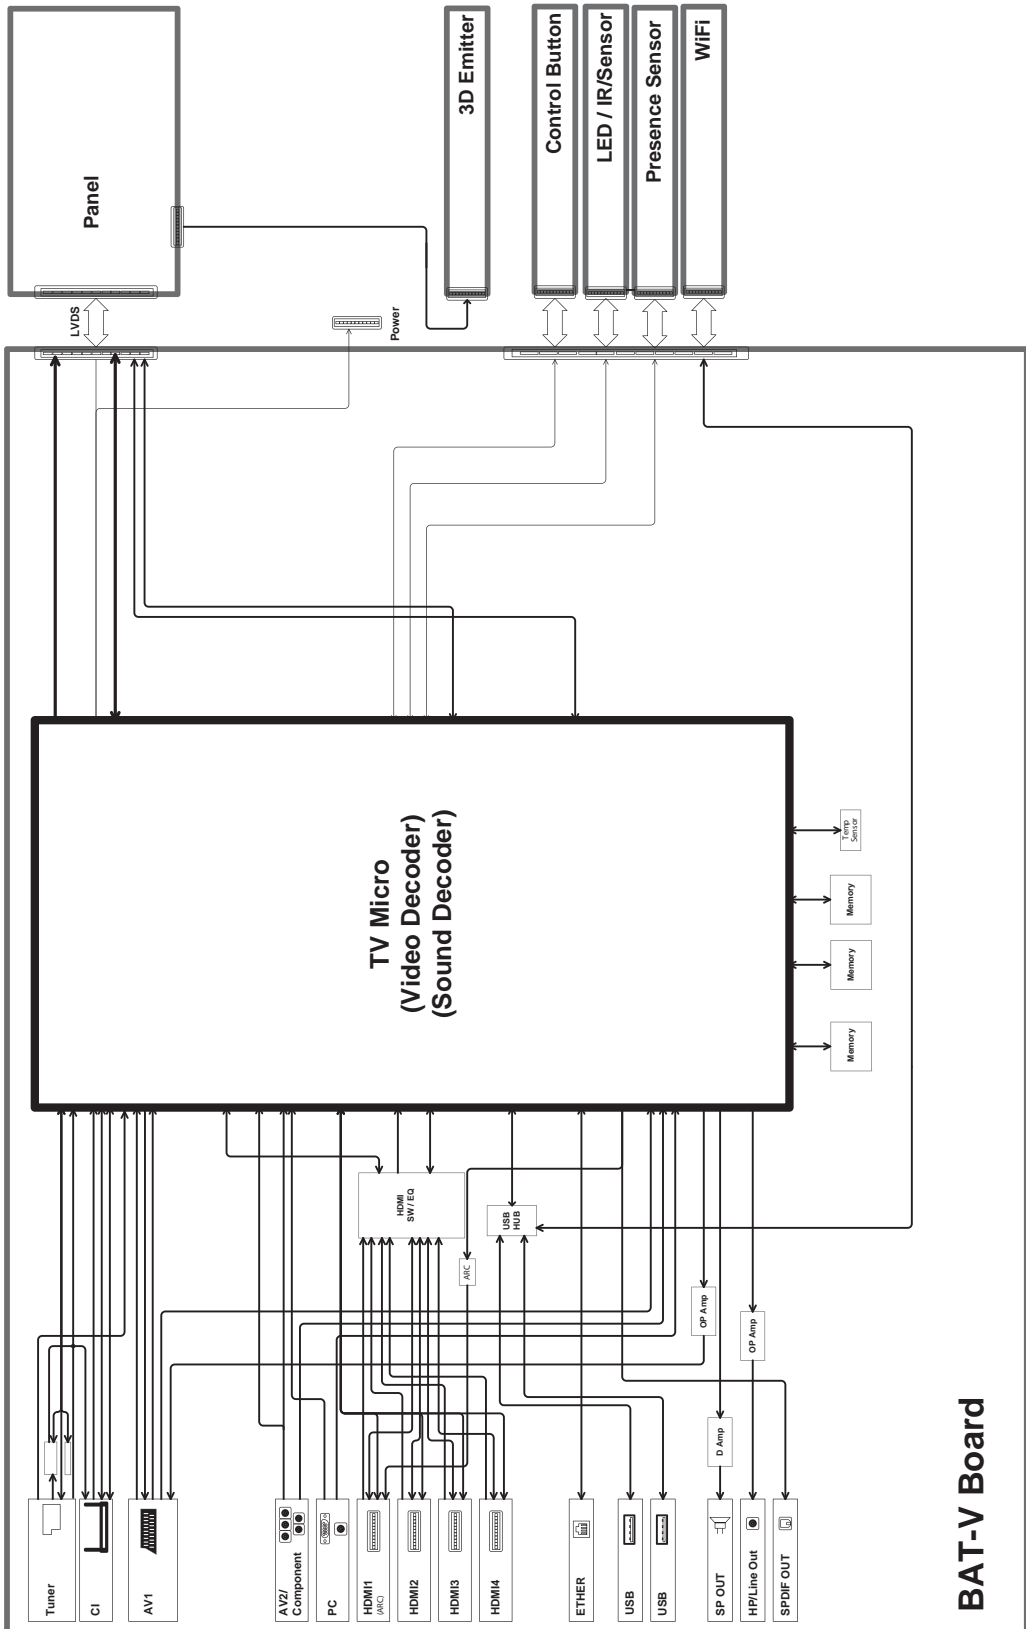 Panel
3D Emitter
Control Button
LED / IR/Sensor
Presence Sensor
WiFi
LVDS
Power
TV Micro
(Video Decoder)
(Sound Decoder)
Temp
Sensor
Memory
Memory
Memory
HDMI
SW / EQ
USB
HUB
ARC
OP Amp
OP Amp
D Amp
Tuner
CI
AV1
AV2/
Component
PC
HDMI1
(ARC)
HDMI2
HDMI3
HDMI4
ETHER
USB
USB
SP OUT
HP/Line Out
SPDIF OUT
BAT-V Board